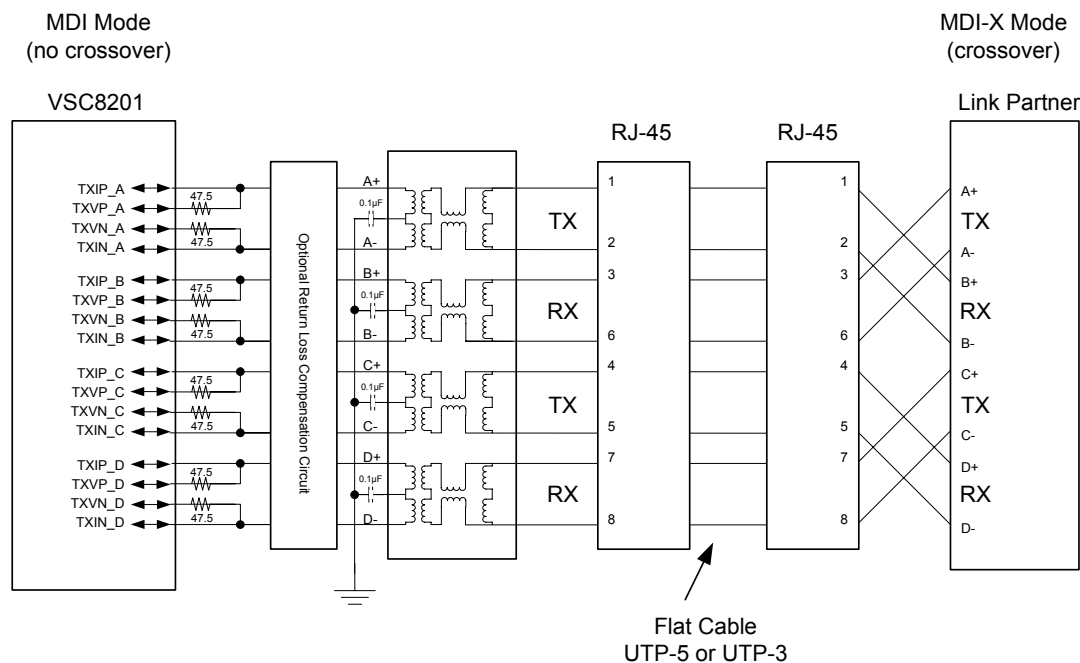 MDI Mode
(no crossover)
VSC8201
MDI-X Mode
(crossover)
Link Partner
RJ-45
RJ-45
TXIP_A
TXVP_A
TXVN_A
TXIN_A
47.5
47.5
TXIP_B
TXVP_B
TXVN_B
TXIN_B
47.5
47.5
TXIP_C
TXVP_C
TXVN_C
TXIN_C
47.5
47.5
TXIP_D
TXVP_D
TXVN_D
TXIN_D
47.5
47.5
Optional Return Loss Compensation Circuit
A+
0.1µF
A-
B+
0.1µF
B-
C+
0.1µF
C-
D+
0.1µF
D-
TX
RX
TX
RX
1
2
3
6
4
5
7
8
1
2
3
6
4
5
7
8
A+
TX
A-
B+
RX
B-
C+
TX
C-
D+
RX
D-
Flat Cable
UTP-5 or UTP-3